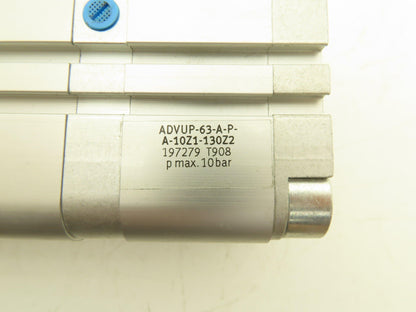 ADVUP-63-A-P-
A-10Z1-130Z2
197279 T908
p max. 10 bar